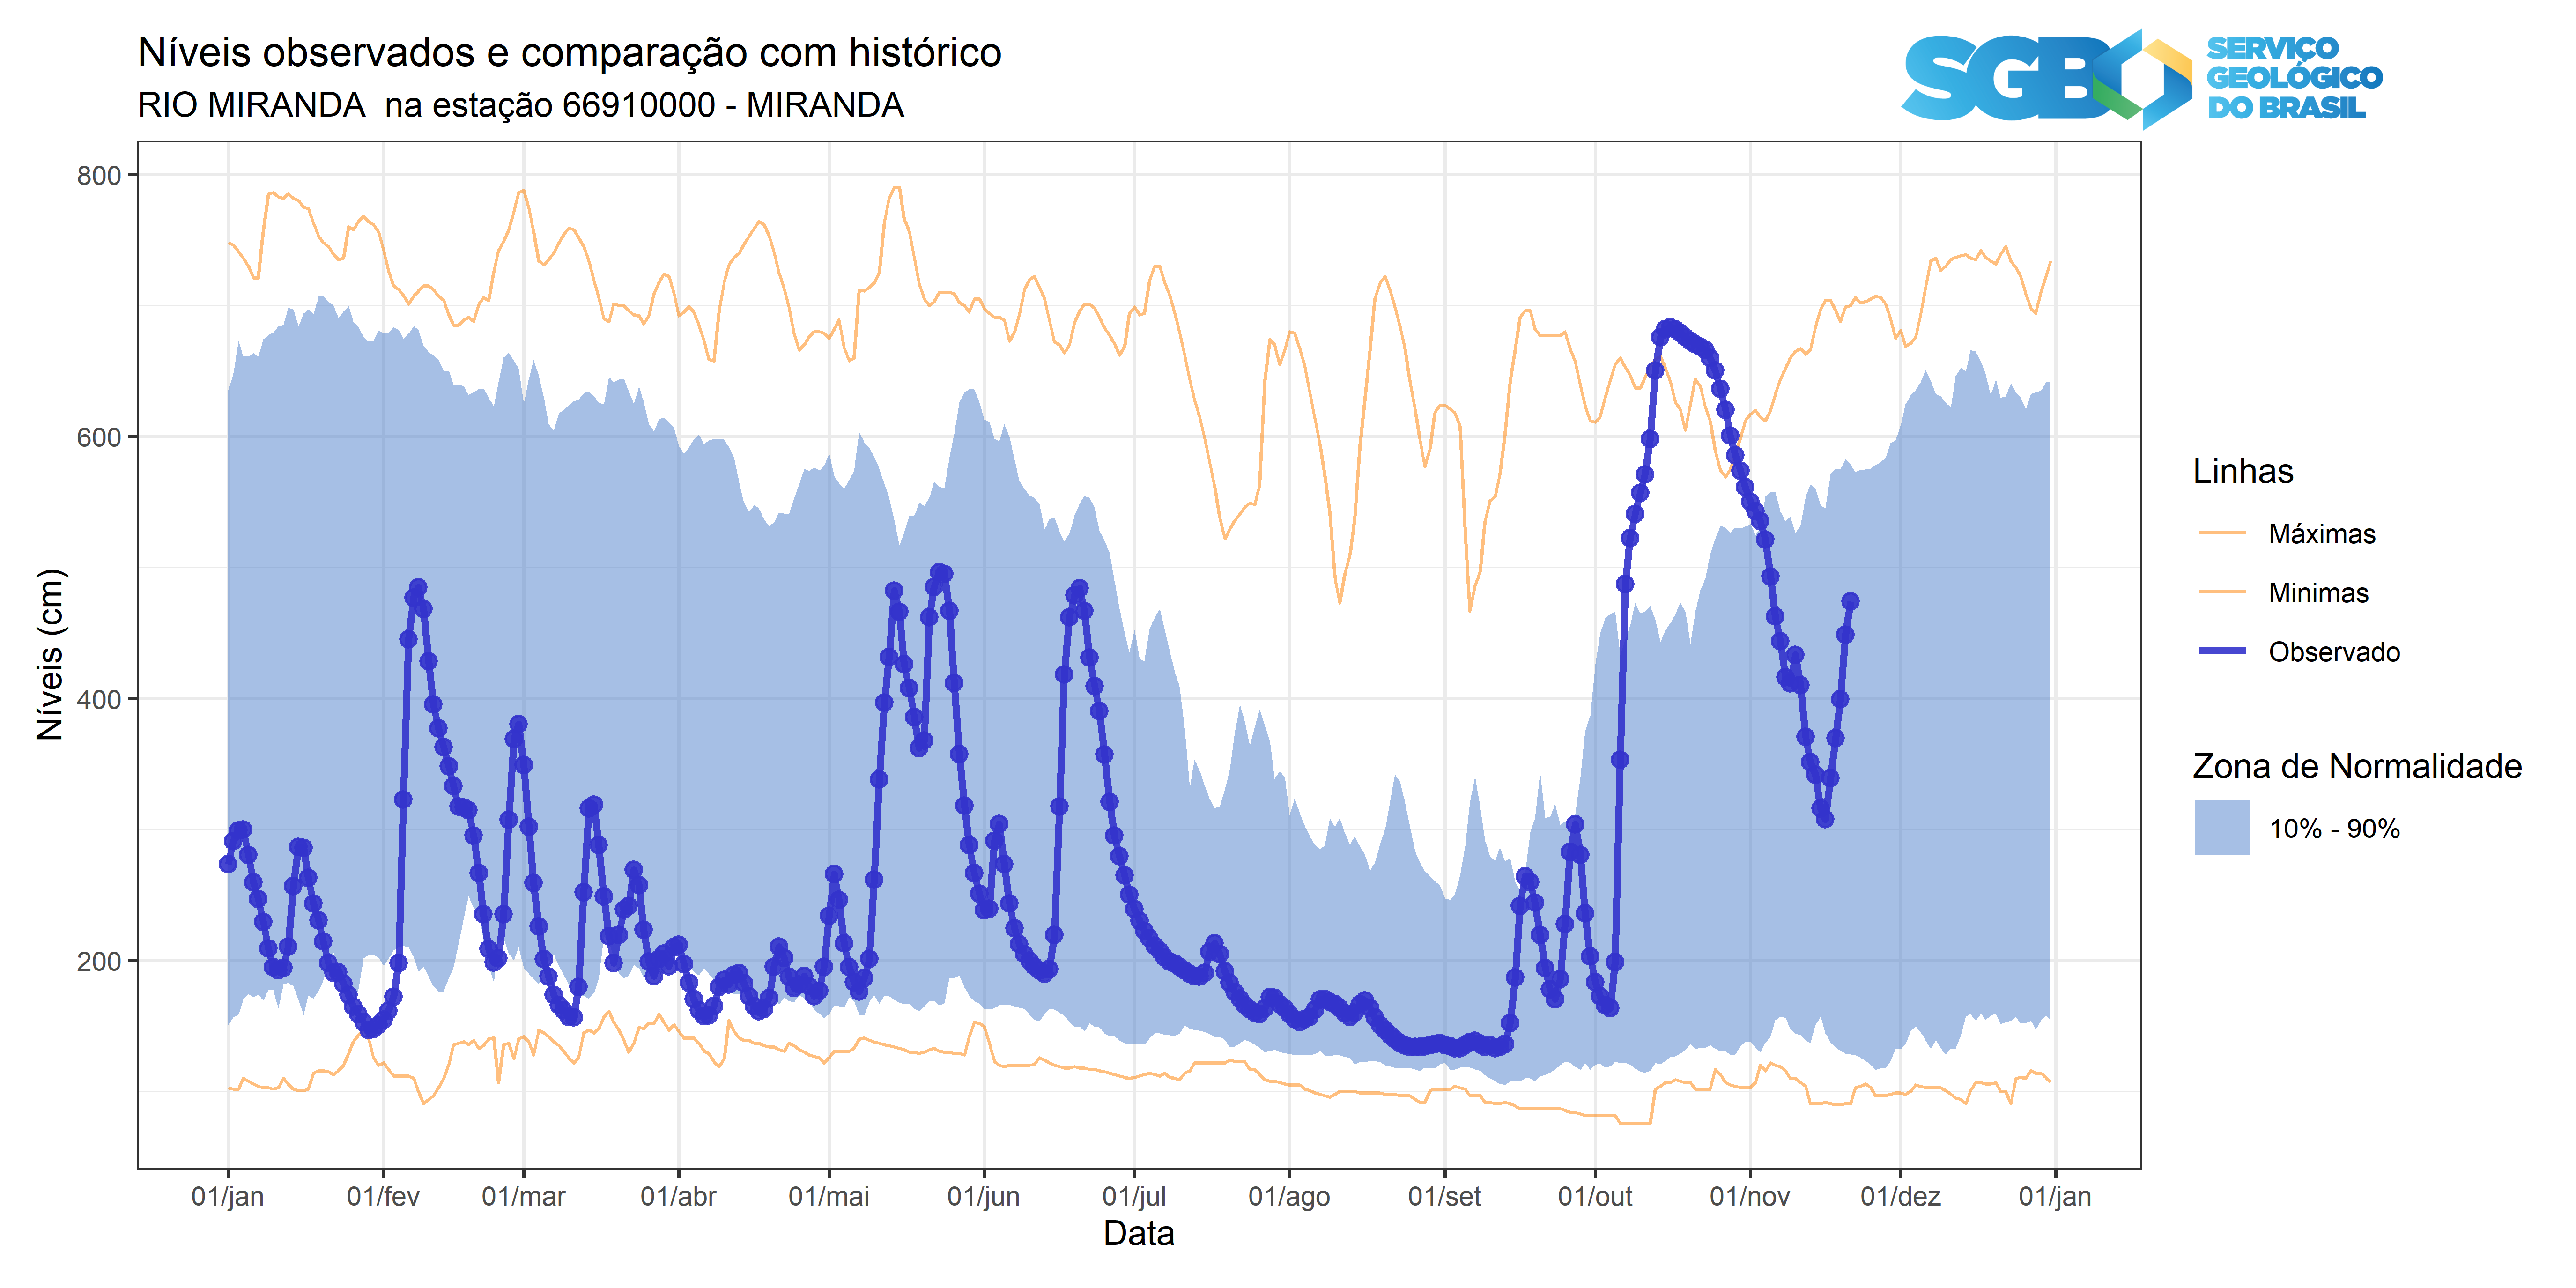 Níveis observados e comparação com histórico
RIO MIRANDA  na estação 66910000 - MIRANDA
SGB
SERVIÇO
GEOLÓGICO
DO BRASIL
Níveis (cm)
800
600
400
200
01/jan
01/fev
01/mar
01/abr
01/mai
01/jun
01/jul
01/ago
01/set
01/out
01/nov
01/dez
01/jan
Data
Linhas
Máximas
Minimas
Observado
Zona de Normalidade
10% - 90%